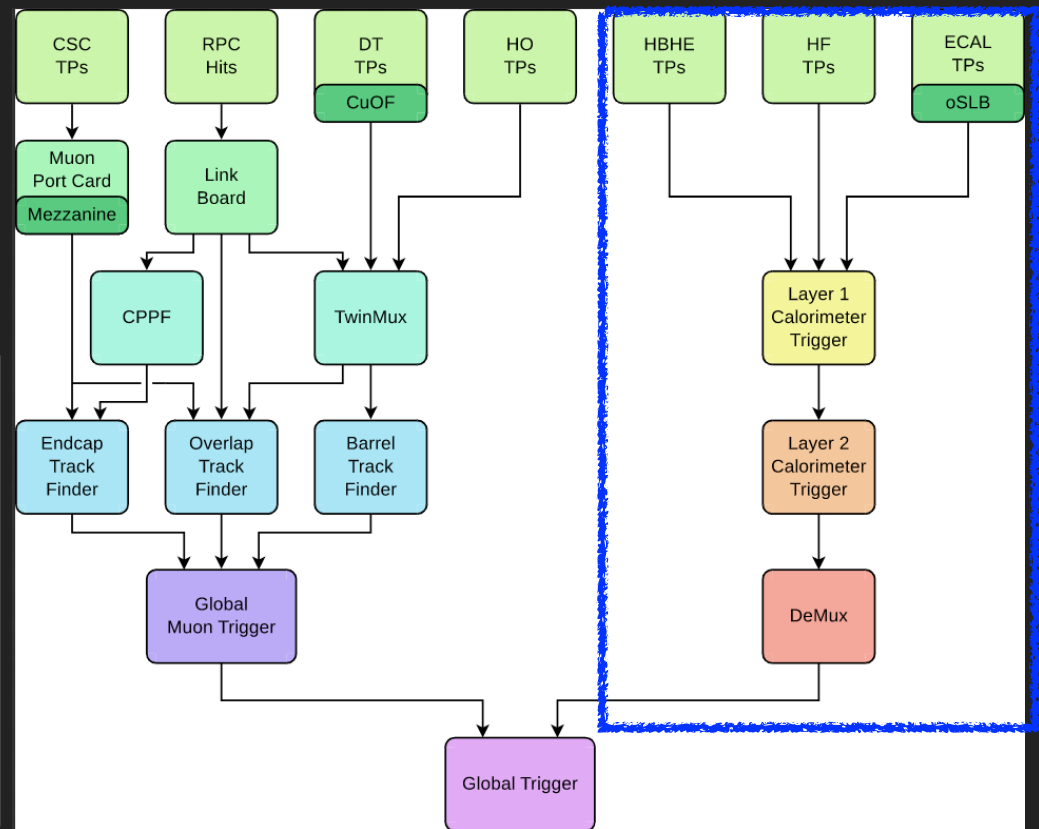 CSC
TPs
RPC
Hits
DT
TPs
CuOF
HO
TPs
HBHE
TPs
HF
TPs
ECAL
TPs
oSLB
Muon
Port Card
Mezzanine
Link
Board
CPPF
TwinMux
Layer 1
Calorimeter
Trigger
Endcap
Track
Finder
Overlap
Track
Finder
Barrel
Track
Finder
Layer 2
Calorimeter
Trigger
Global
Muon Trigger
DeMux
Global Trigger